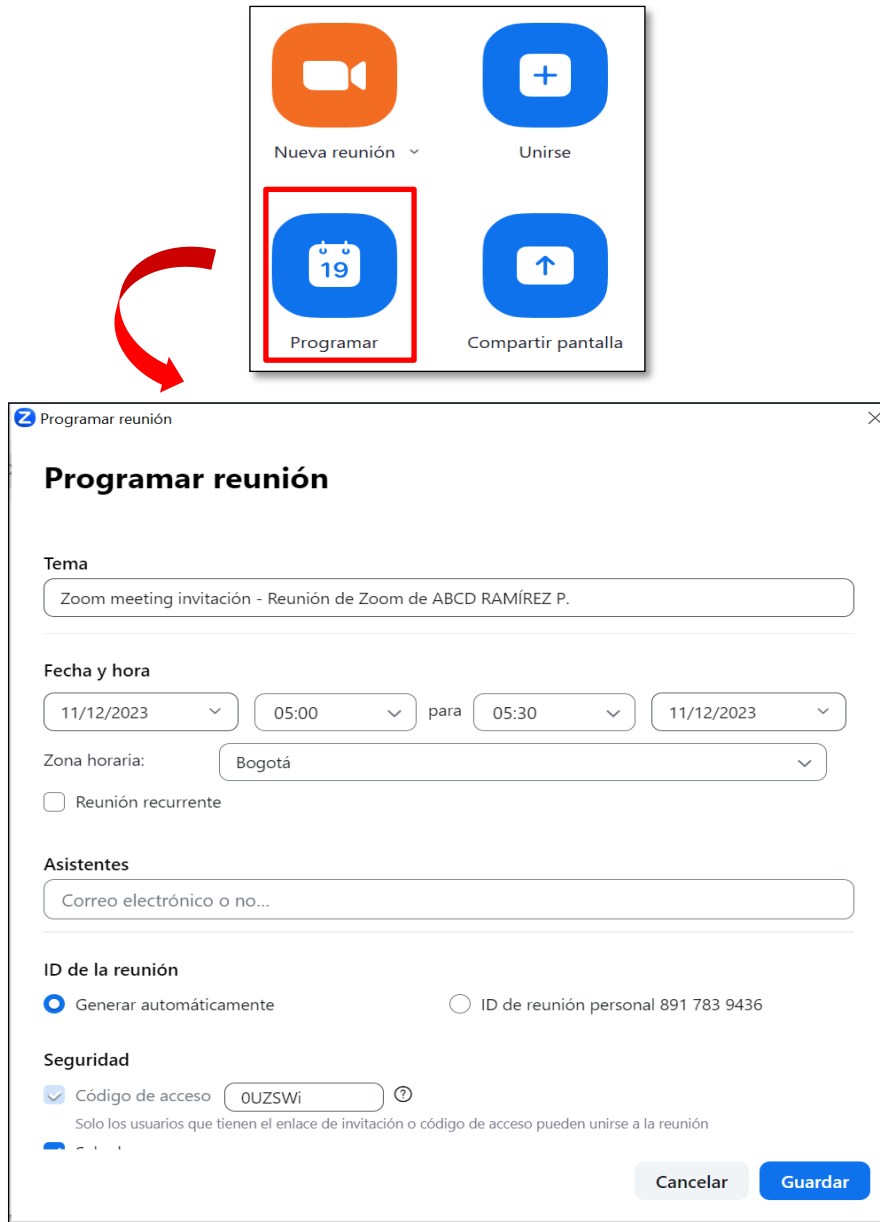 Nueva reunión
Unirse
19
Programar
Compartir pantalla
Programar reunión
Programar reunión
Tema
Zoom meeting invitación - Reunión de Zoom de ABCD RAMÍREZ P.
Fecha y hora
11/12/2023 05:00 para 05:30 11/12/2023
Zona horaria: Bogotá
Reunión recurrente
Asistentes
Correo electrónico o no...
ID de la reunión
Generar automáticamente ID de reunión personal 891 783 9436
Seguridad
Código de acceso 0UZSWi
Solo los usuarios que tienen el enlace de invitación o código de acceso pueden unirse a la reunión
Cancelar Guardar